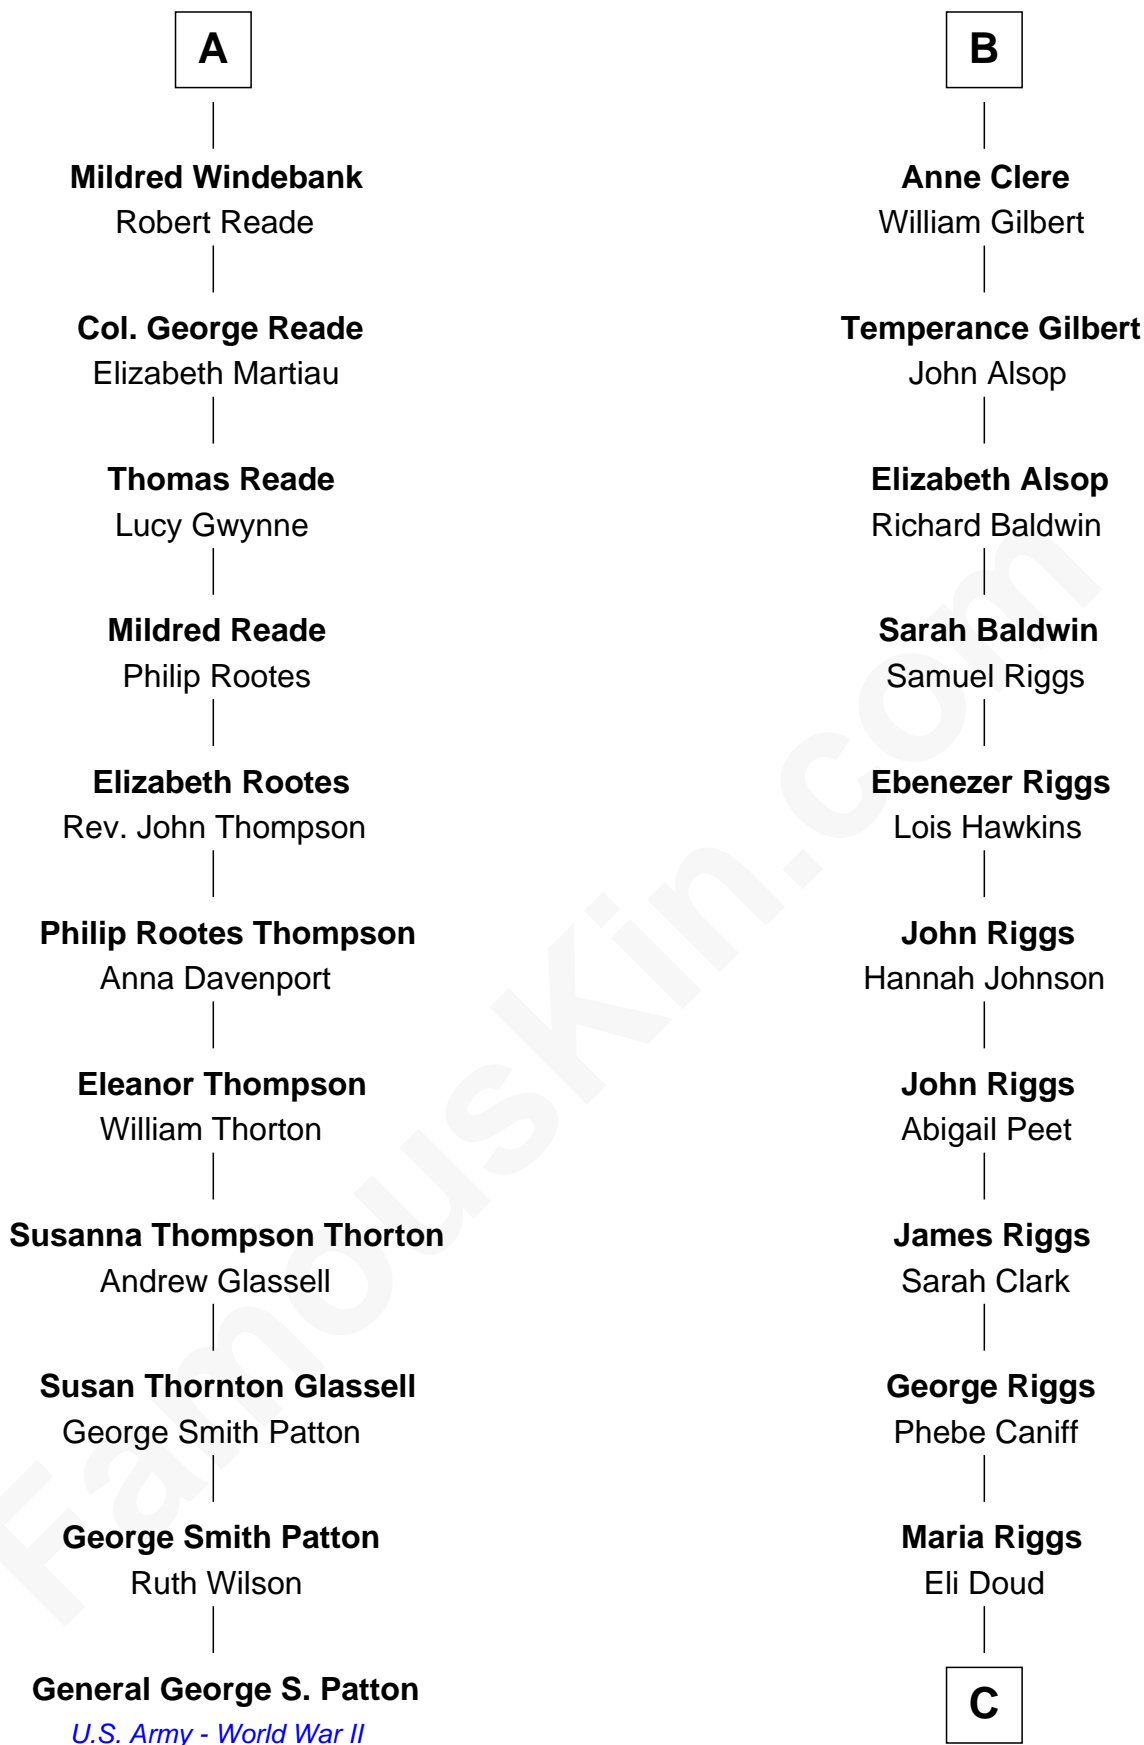 A
Mildred Windebank
Robert Reade
Col. George Reade
Elizabeth Martiau
Thomas Reade
Lucy Gwynne
Mildred Reade
Philip Rootes
Elizabeth Rootes
Rev. John Thompson
Philip Rootes Thompson
Anna Davenport
Eleanor Thompson
William Thorton
Susanna Thompson Thorton
Andrew Glassell
Susan Thornton Glassell
George Smith Patton
George Smith Patton
Ruth Wilson
General George S. Patton
U.S. Army - World War II
B
Anne Clere
William Gilbert
Temperance Gilbert
John Alsop
Elizabeth Alsop
Richard Baldwin
Sarah Baldwin
Samuel Riggs
Ebenezer Riggs
Lois Hawkins
John Riggs
Hannah Johnson
John Riggs
Abigail Peet
James Riggs
Sarah Clark
George Riggs
Phebe Caniff
Maria Riggs
Eli Doud
C
FamousKin.com